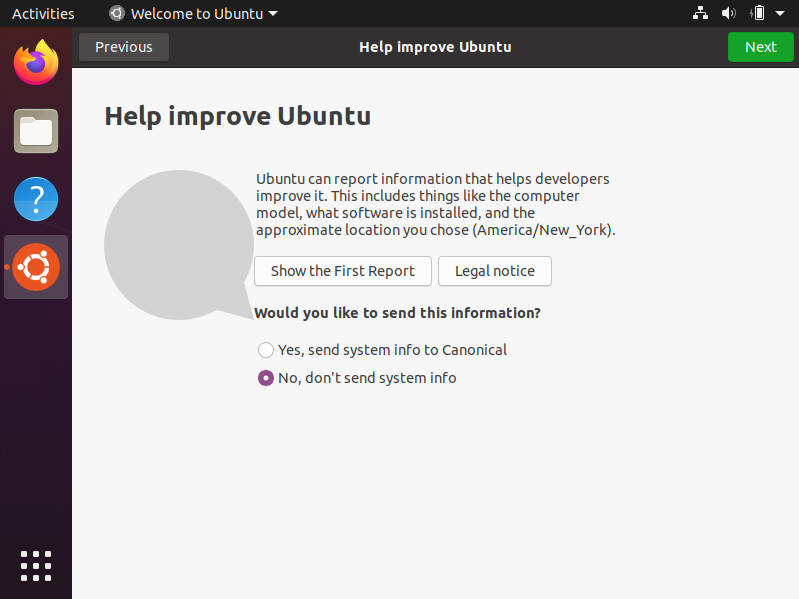 Activities
Welcome to Ubuntu
Previous
Help improve Ubuntu
Next
Help improve Ubuntu
Ubuntu can report information that helps developers
improve it. This includes things like the computer
model, what software is installed, and the
approximate location you chose (America/New_York).
Show the First Report
Legal notice
Would you like to send this information?
Yes, send system info to Canonical
No, don't send system info